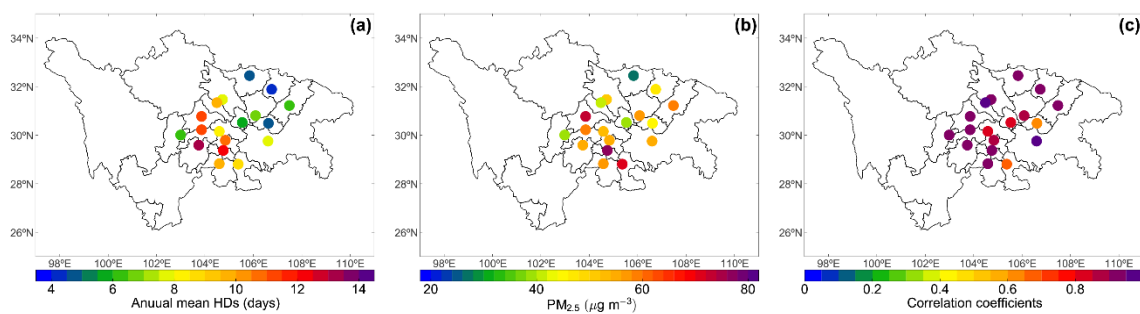 (a)
34°N
32°N
30°N
28°N
26°N
98°E 100°E 102°E 104°E 106°E 108°E 110°E
4 6 8 10 12 14
Anuual mean HDs (days)
(b)
34°N
32°N
30°N
28°N
26°N
98°E 100°E 102°E 104°E 106°E 108°E 110°E
20 40 60 80
PM2.5 (μg m−3)
(c)
34°N
32°N
30°N
28°N
26°N
98°E 100°E 102°E 104°E 106°E 108°E 110°E
0 0.2 0.4 0.6 0.8
Correlation coefficients